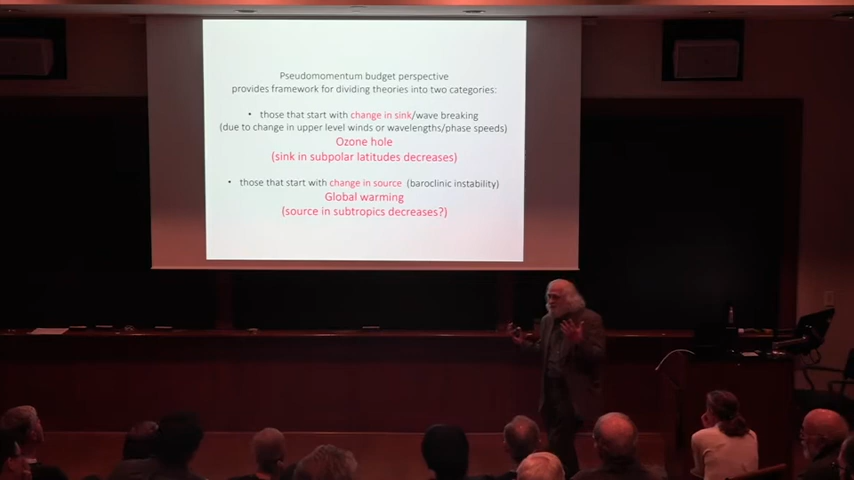 Pseudomomentum budget perspective
provides framework for dividing theories into two categories:
• those that start with change in sink/wave breaking
(due to change in upper level winds or wavelengths/phase speeds)
Ozone hole
(sink in subpolar latitudes decreases)
• those that start with change in source (baroclinic instability)
Global warming
(source in subtropics decreases?)